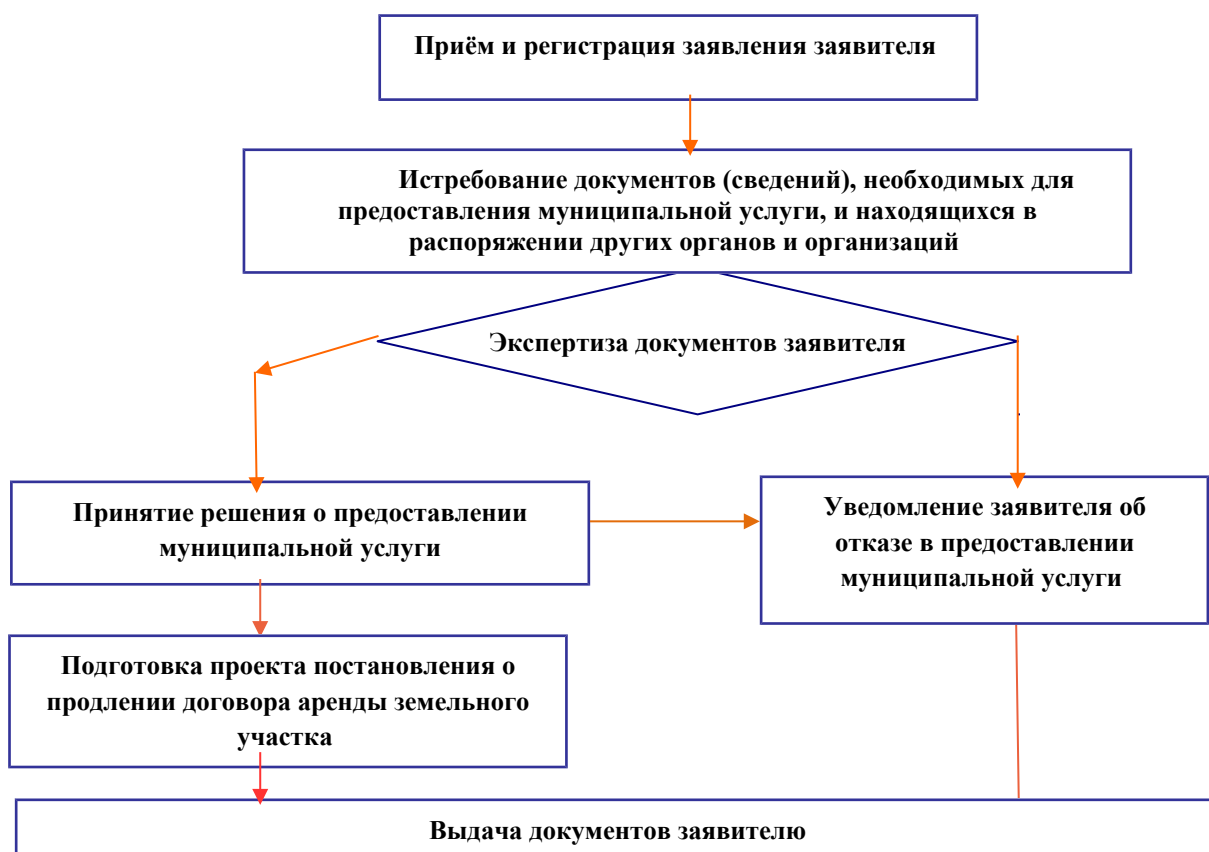 Приём и регистрация заявления заявителя
Истребование документов (сведений), необходимых для
предоставления муниципальной услуги, и находящихся в
распоряжении других органов и организаций
Экспертиза документов заявителя
Принятие решения о предоставлении
муниципальной услуги
Уведомление заявителя об
отказе в предоставлении
муниципальной услуги
Подготовка проекта постановления о
продлении договора аренды земельного
участка
Выдача документов заявителю